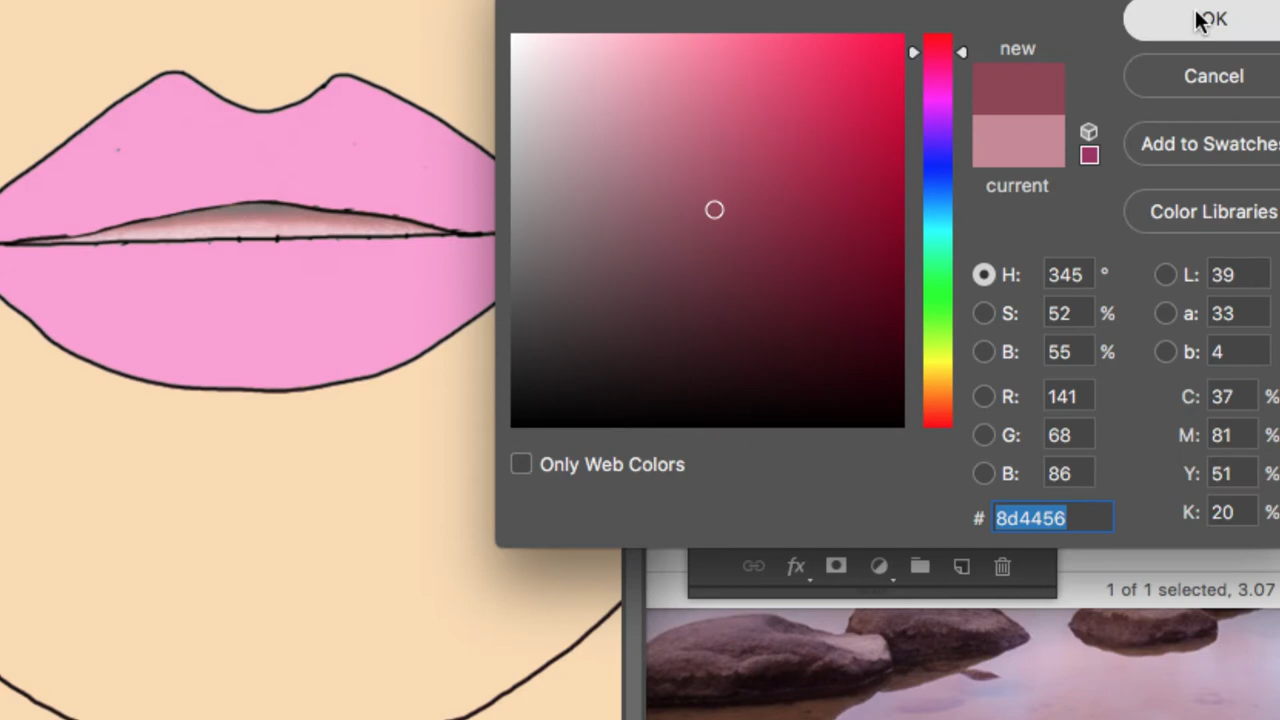 OK
new
Cancel
Add to Swatches
current
Color Libraries
H: 345 °
L: 39
S: 52 %
a: 33
B: 55 %
b: 4
R: 141
C: 37 %
G: 68
M: 81 %
Only Web Colors
B: 86
Y: 51 %
# 8d4456
K: 20 %
fx
1 of 1 selected, 3.07